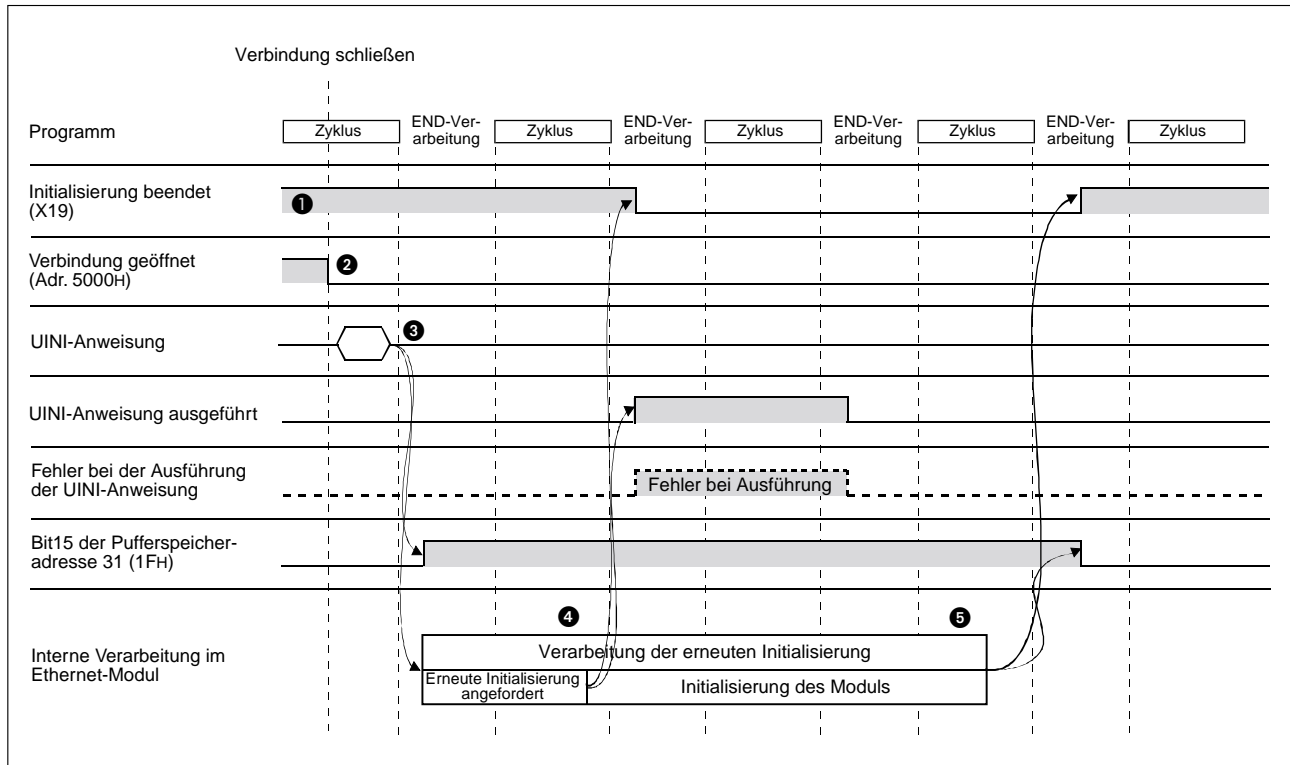 Verbindung schließen
Programm
Zyklus
END-Ver-
arbeitung
Zyklus
END-Ver-
arbeitung
Zyklus
END-Ver-
arbeitung
Zyklus
END-Ver-
arbeitung
Zyklus
Initialisierung beendet
(X19)
❶
Verbindung geöffnet
(Adr. 5000H)
❷
UINI-Anweisung
❸
UINI-Anweisung ausgeführt
Fehler bei der Ausführung
der UINI-Anweisung
Fehler bei Ausführung
Bit15 der Pufferspeicher-
adresse 31 (1FH)
❹
❺
Interne Verarbeitung im
Ethernet-Modul
Verarbeitung der erneuten Initialisierung
Erneute Initialisierung
angefordert
Initialisierung des Moduls